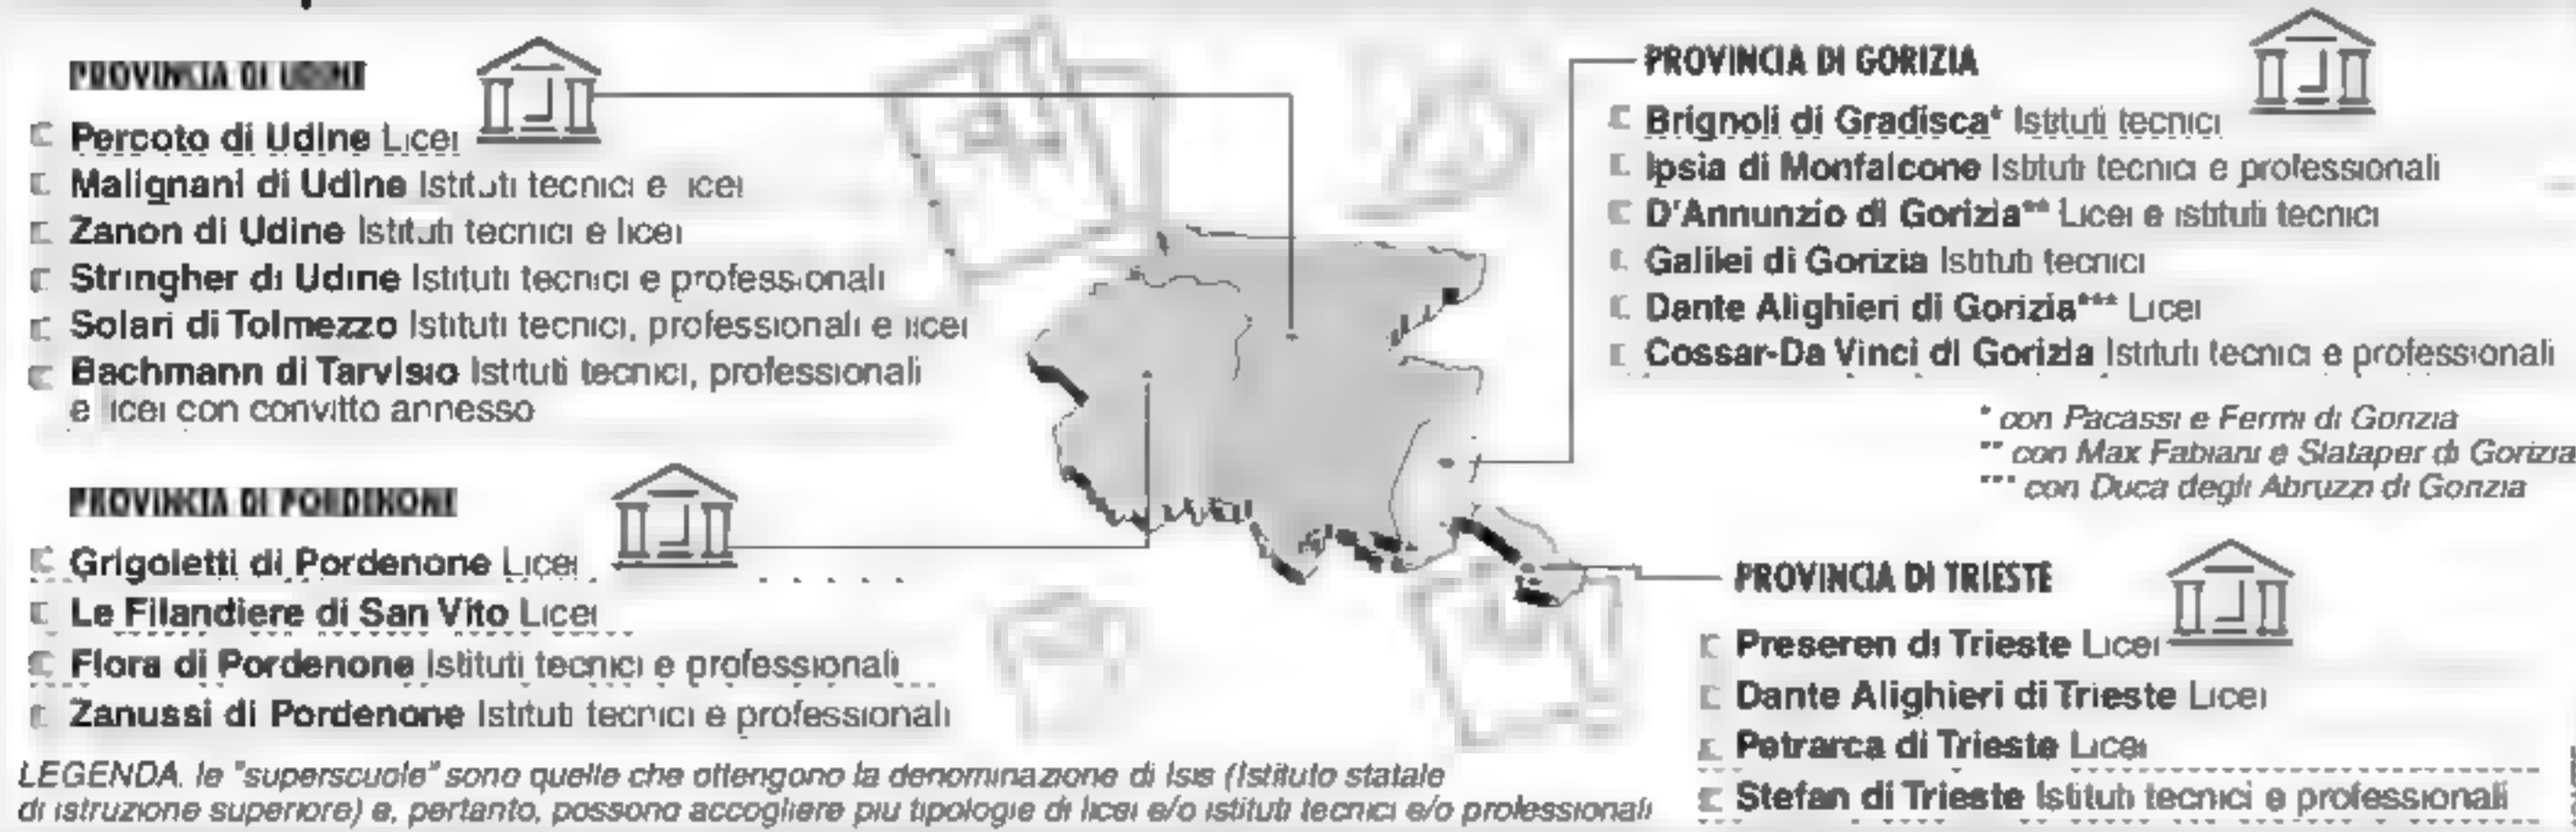 PROVINCIA DI UDINE
Percoto di Udine Licei
Malignani di Udine Istituti tecnici e licei
Zanon di Udine Istituti tecnici e licei
Stringher di Udine Istituti tecnici e professionali
Solari di Tolmezzo Istituti tecnici, professionali e licei
Bachmann di Tarvisio Istituti tecnici, professionali
e licei con convitto annesso
PROVINCIA DI PORDENONE
Grigoletti di Pordenone Licei
Le Filandiere di San Vito Licei
Flora di Pordenone Istituti tecnici e professionali
Zanussi di Pordenone Istituti tecnici e professionali
PROVINCIA DI GORIZIA
Brignoli di Gradisca* Istituti tecnici
Ipsia di Monfalcone Istituti tecnici e professionali
D'Annunzio di Gorizia** Licei e istituti tecnici
Galilei di Gorizia Istituti tecnici
Dante Alighieri di Gorizia*** Licei
Cossar-Da Vinci di Gorizia Istituti tecnici e professionali
* con Pacassi e Fermi di Gorizia
** con Max Fabiani e Slataper di Gorizia
*** con Duca degli Abruzzi di Gorizia
PROVINCIA DI TRIESTE
Preseren di Trieste Licei
Dante Alighieri di Trieste Licei
Petrarca di Trieste Licei
Stefan di Trieste Istituti tecnici e professionali
LEGENDA. le "superscuole" sono quelle che ottengono la denominazione di Isis (Istituto statale
di istruzione superiore) e, pertanto, possono accogliere più tipologie di licei e/o istituti tecnici e/o professionali